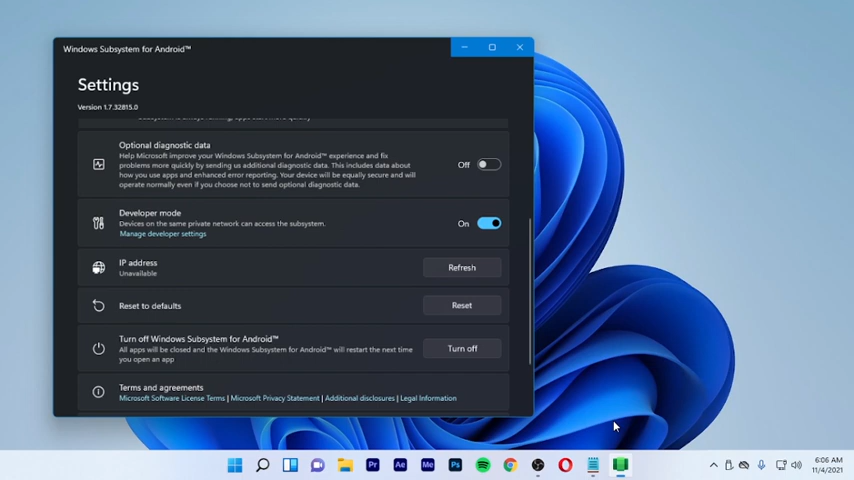 Windows Subsystem for Android™
Settings
Version 1.7.32815.0
Optional diagnostic data
Help Microsoft improve your Windows Subsystem for Android™ experience and fix
problems more quickly by sending us additional diagnostic data. This includes data about
how you use apps and enhanced error reporting. Your device will be equally secure and will
operate normally even if you choose not to send optional diagnostic data.
Off
Developer mode
Devices on the same private network can access the subsystem.
Manage developer settings
On
IP address
Unavailable
Refresh
Reset to defaults
Reset
Turn off Windows Subsystem for Android™
All apps will be closed and the Windows Subsystem for Android™ will restart the next time
you open an app
Turn off
Terms and agreements
Microsoft Software License Terms | Microsoft Privacy Statement | Additional disclosures | Legal Information
Pr
Ae
Me
Ps
6:06 AM
11/4/2021